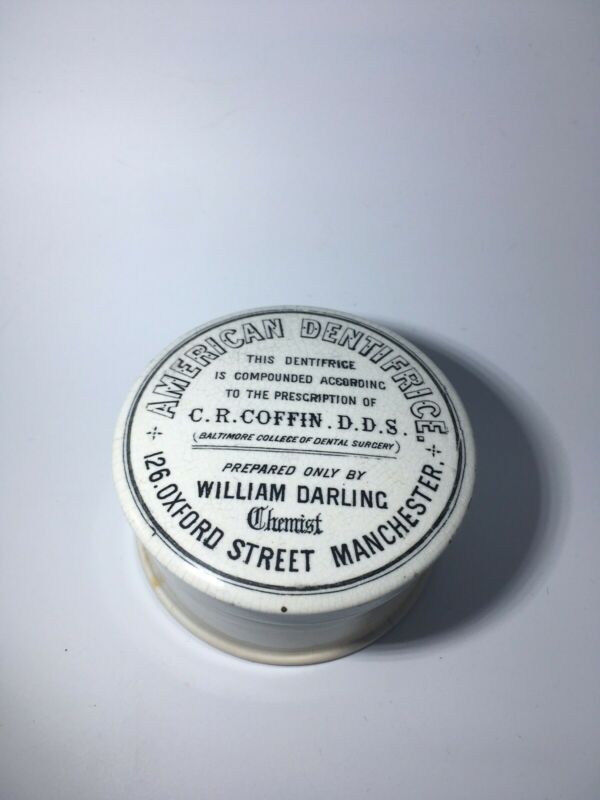 AMERICAN DENTIFRICE.
THIS DENTIFRICE
IS COMPOUNDED ACCORDING
TO THE PRESCRIPTION OF
C.R.COFFIN.D.D.S.
(BALTIMORE COLLEGE OF DENTAL SURGERY)
PREPARED ONLY BY
WILLIAM DARLING
Chemist
126.OXFORD STREET MANCHESTER.